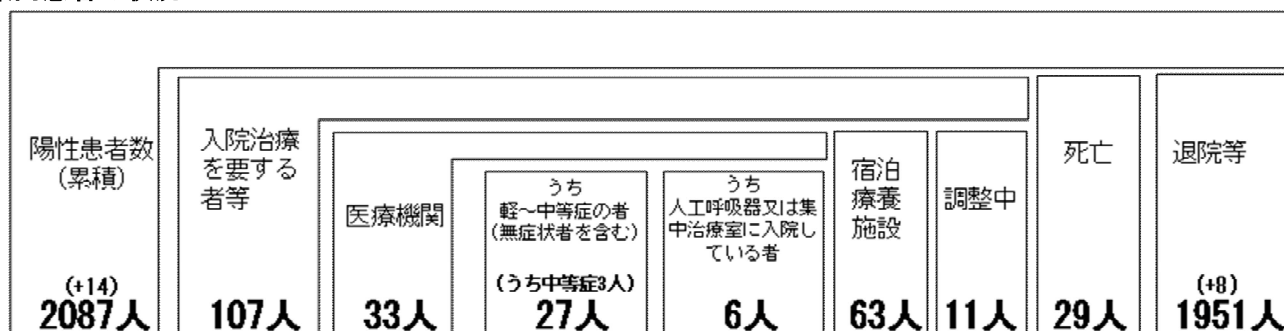 陽性患者数
(累積)
(+14)
2087人
入院治療
を要する
者等
107人
医療機関
33人
うち
軽～中等症の者
(無症状者を含む)
(うち中等症3人)
27人
うち
人工呼吸器又は集
中治療室に入院し
ている者
6人
宿泊
療養
施設
63人
調整中
11人
死亡
29人
退院等
(+8)
1951人